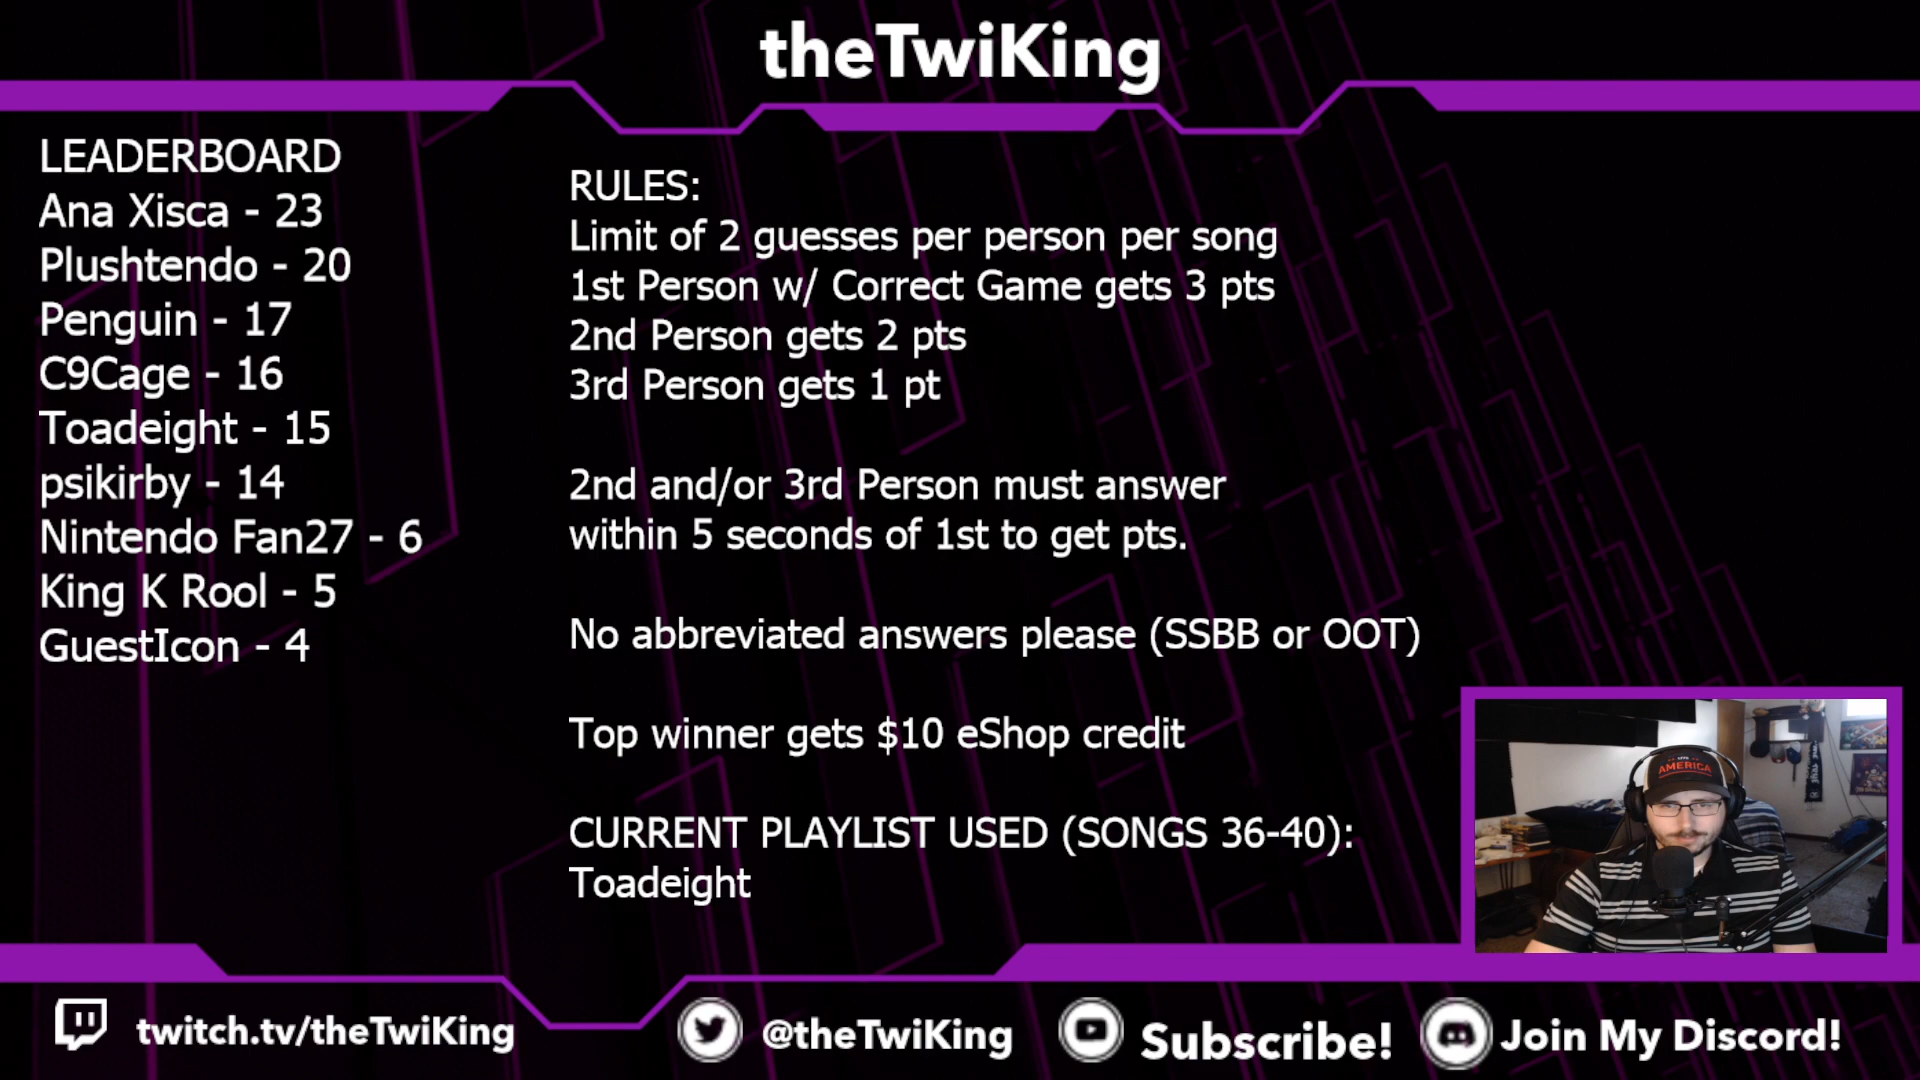 theTwiKing
LEADERBOARD
Ana Xisca - 23
Plushtendo - 20
Penguin - 17
C9Cage - 16
Toadeight - 15
psikirby - 14
Nintendo Fan27 - 6
King K Rool - 5
GuestIcon - 4
RULES:
Limit of 2 guesses per person per song
1st Person w/ Correct Game gets 3 pts
2nd Person gets 2 pts
3rd Person gets 1 pt
2nd and/or 3rd Person must answer
within 5 seconds of 1st to get pts.
No abbreviated answers please (SSBB or OOT)
Top winner gets $10 eShop credit
CURRENT PLAYLIST USED (SONGS 36-40):
Toadeight
AMERICA
twitch.tv/theTwiKing
@theTwiKing
Subscribe!
Join My Discord!